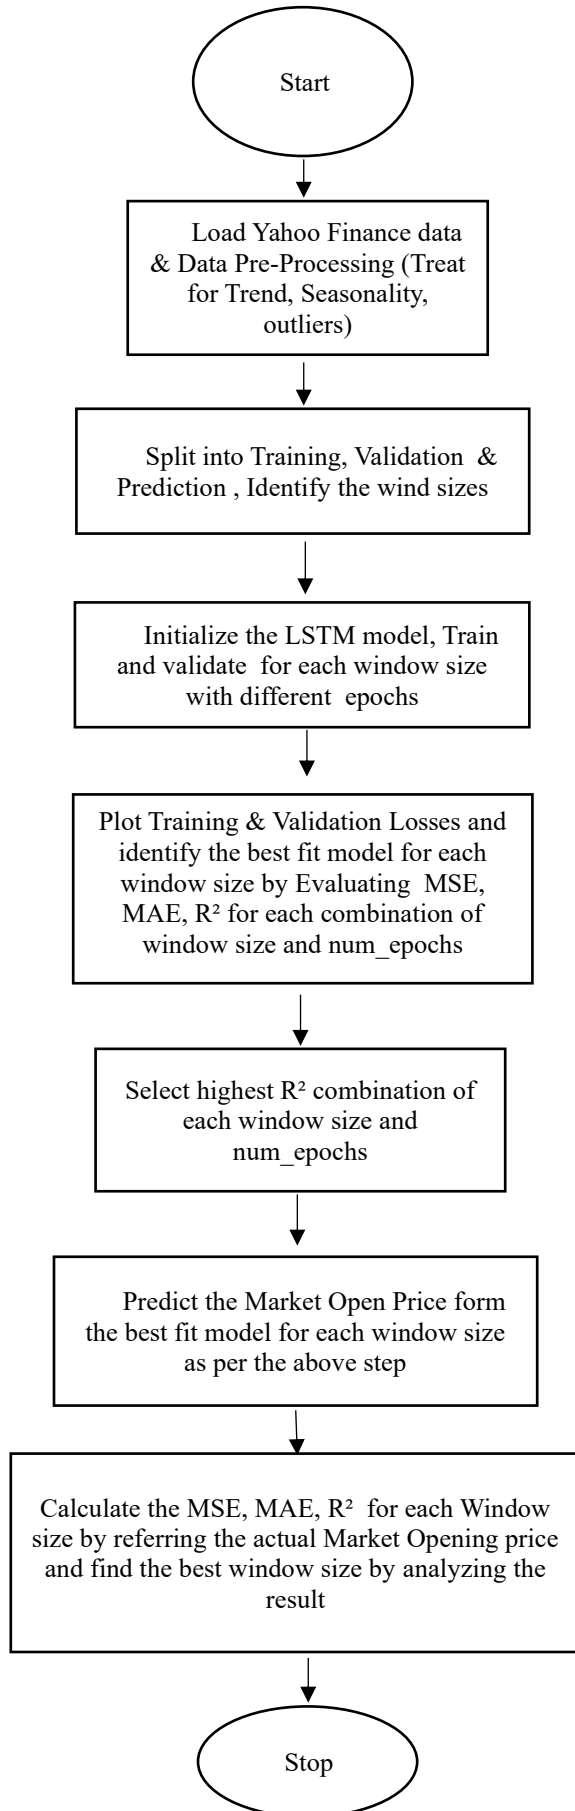 Start
Load Yahoo Finance data
& Data Pre-Processing (Treat
for Trend, Seasonality,
outliers)
Split into Training, Validation &
Prediction , Identify the wind sizes
Initialize the LSTM model, Train
and validate for each window size
with different epochs
Plot Training & Validation Losses and
identify the best fit model for each
window size by Evaluating MSE,
MAE, R² for each combination of
window size and num_epochs
Select highest R² combination of
each window size and
num_epochs
Predict the Market Open Price form
the best fit model for each window size
as per the above step
Calculate the MSE, MAE, R² for each Window
size by referring the actual Market Opening price
and find the best window size by analyzing the
result
Stop